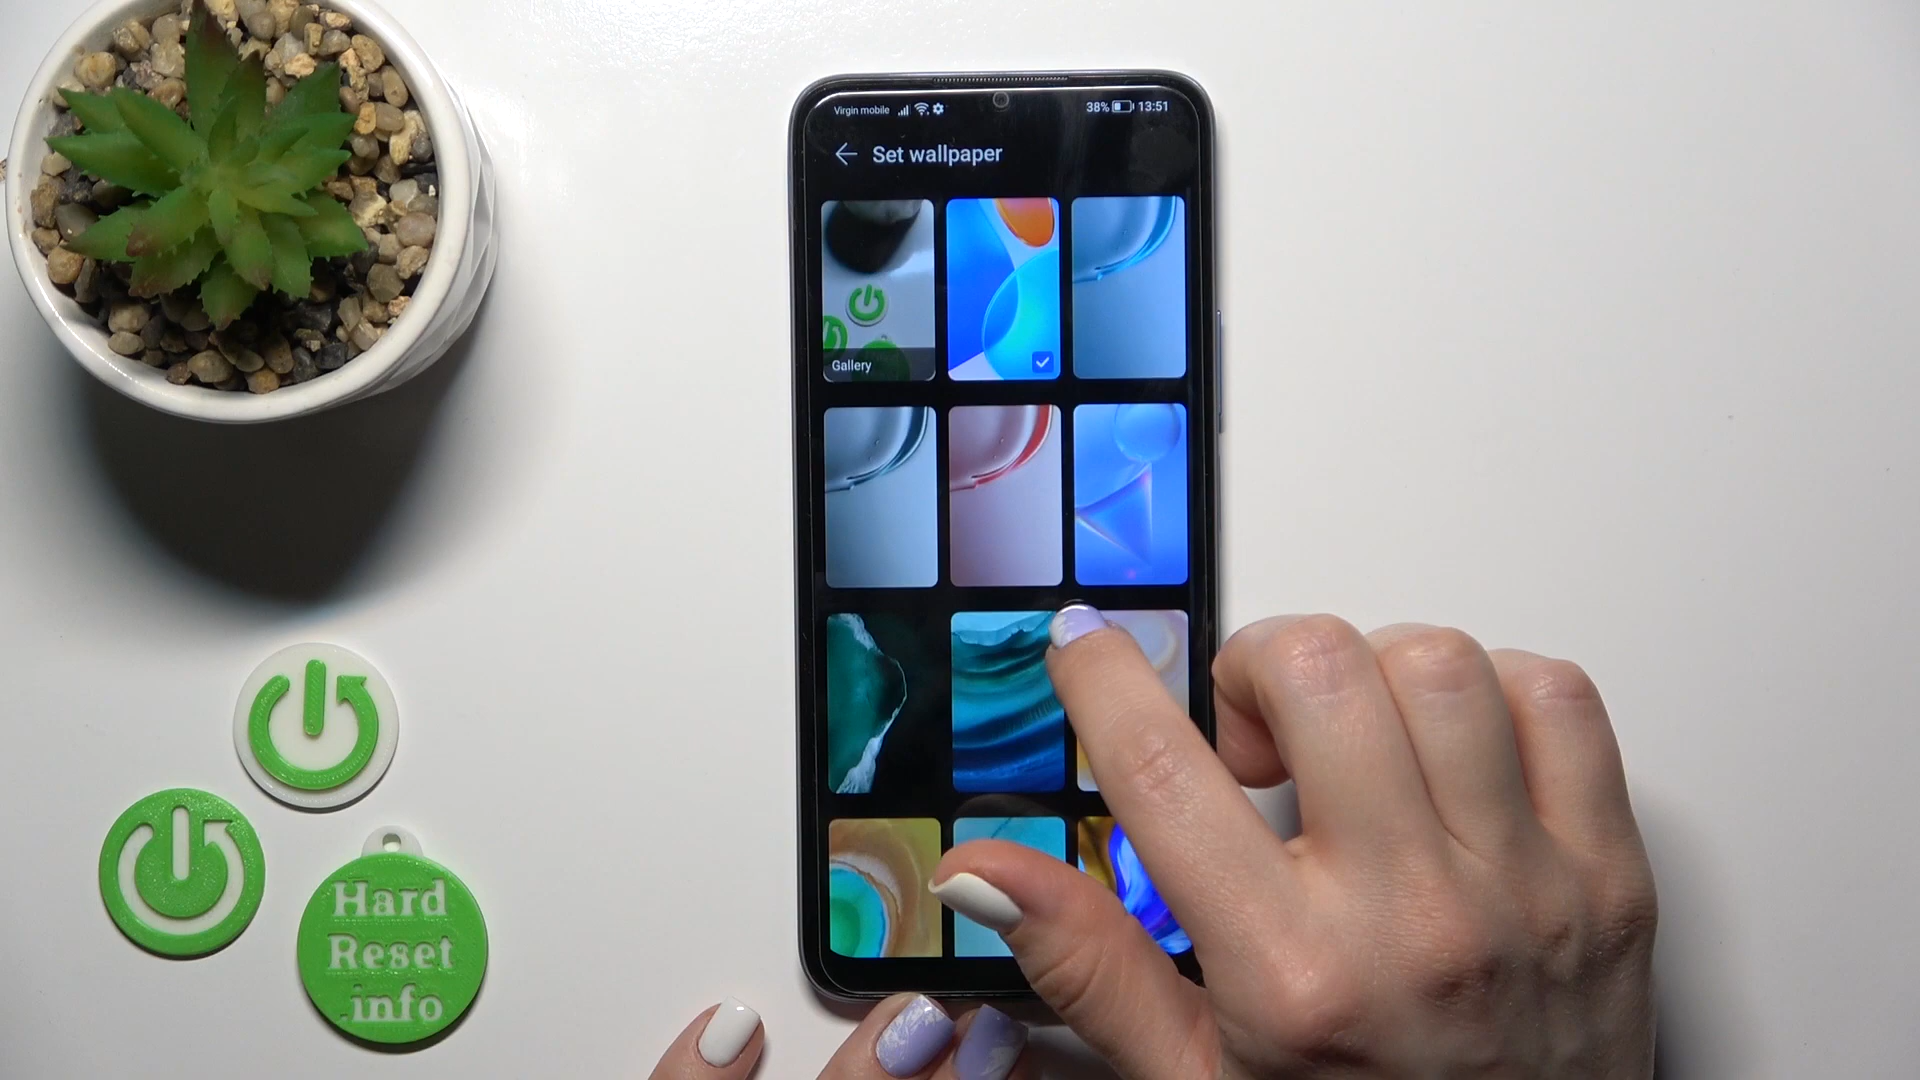 Virgin mobile 38% 13:51
Set wallpaper
Gallery
Hard
Reset
.info